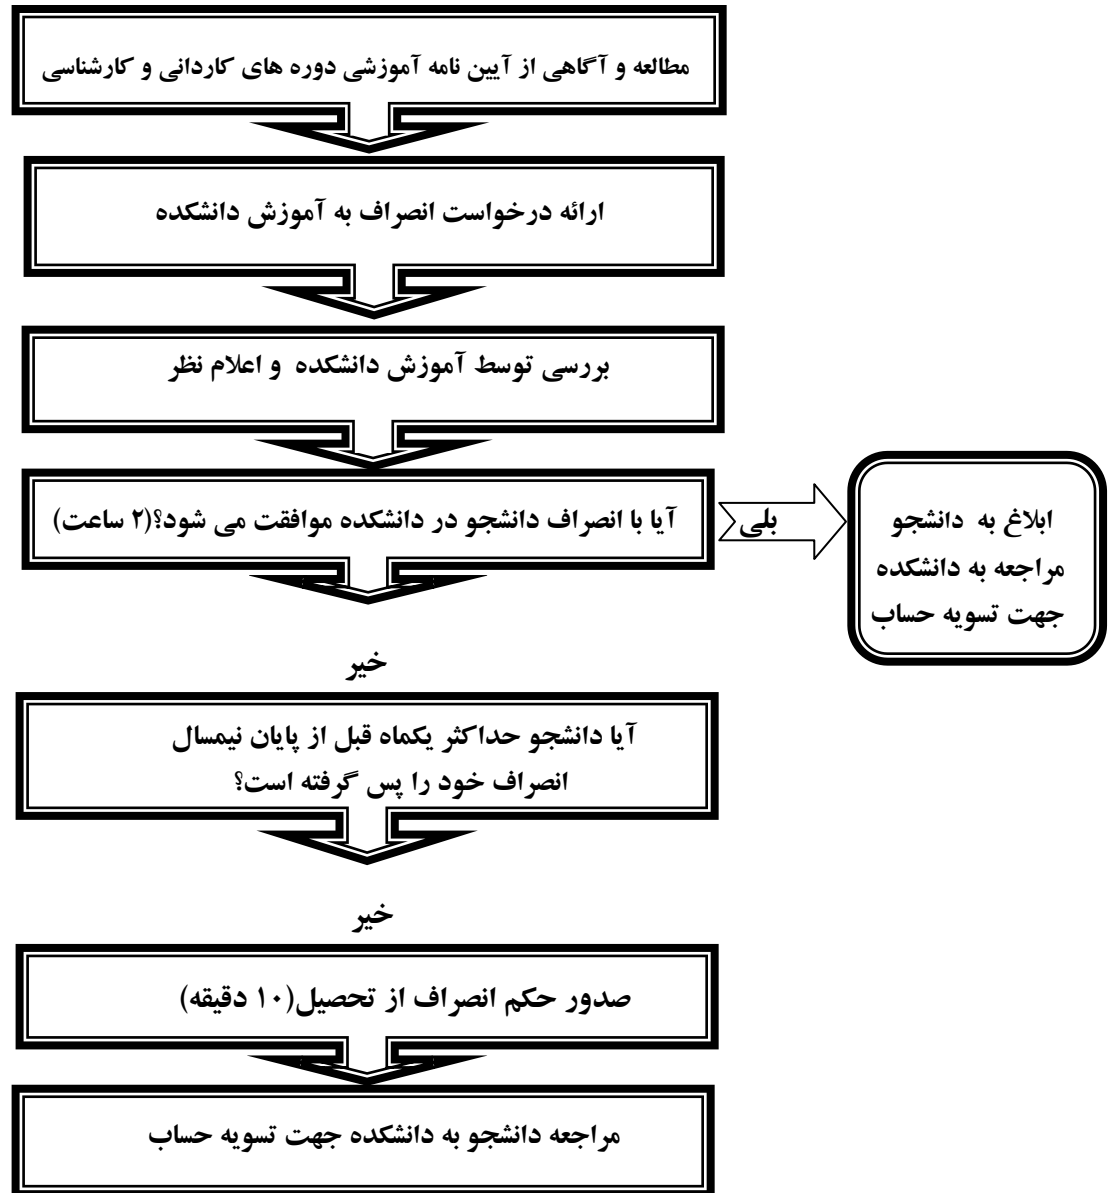 مطالعه و آگاهی از آیین نامه آموزشی دوره های کاردانی و کارشناسی
ارائه درخواست انصراف به آموزش دانشکده
بررسی توسط آموزش دانشکده و اعلام نظر
آیا با انصراف دانشجو در دانشکده موافقت می شود؟(۲ ساعت)
بلی
ابلاغ به دانشجو
مراجعه به دانشکده
جهت تسویه حساب
خیر
آیا دانشجو حداکثر یکماه قبل از پایان نیمسال
انصراف خود را پس گرفته است؟
خیر
صدور حکم انصراف از تحصیل(۱۰ دقیقه)
مراجعه دانشجو به دانشکده جهت تسویه حساب